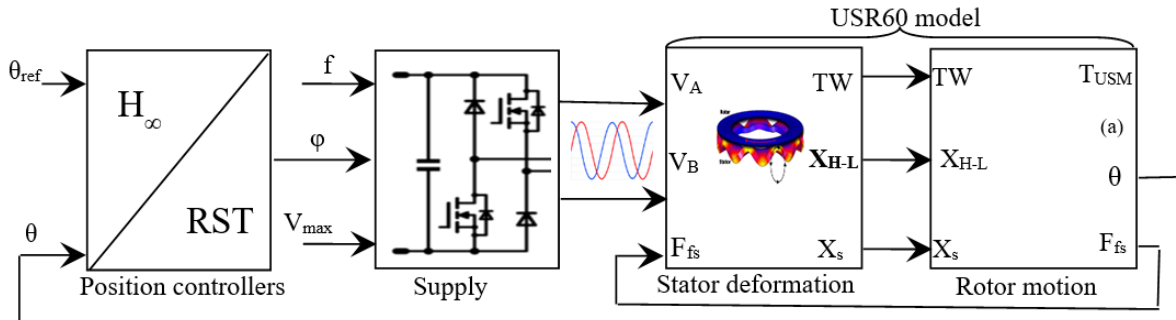 USR60 model
θref
H∞
RST
θ
Position controllers
f
φ
Vmax
Supply
VA
VB
Ffs
TW
XH-L
Xs
Stator deformation
TW
XH-L
Xs
TUSM
(a)
θ
Ffs
Rotor motion